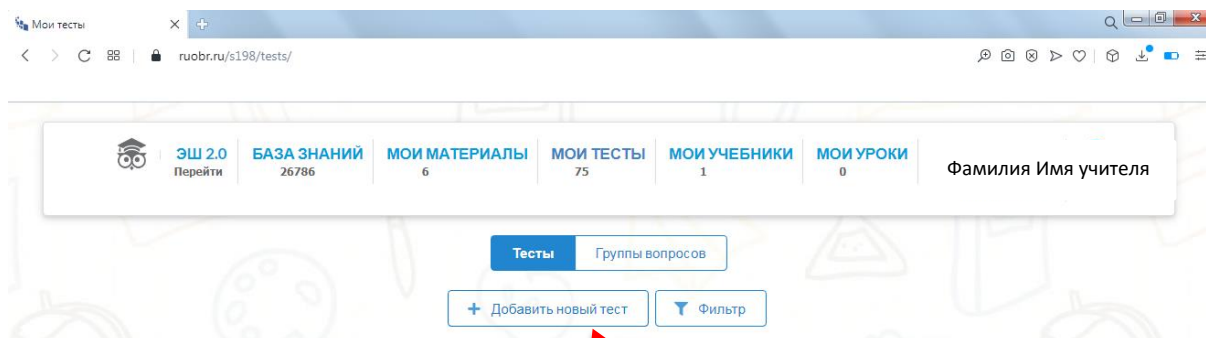 Мои тесты
ruobr.ru/s198/tests/
ЭШ 2.0 БАЗА ЗНАНИЙ МОИ МАТЕРИАЛЫ МОИ ТЕСТЫ МОИ УЧЕБНИКИ МОИ УРОКИ
Перейти 26786 6 75 1 0 Фамилия Имя учителя
Тесты Группы вопросов
+ Добавить новый тест Фильтр